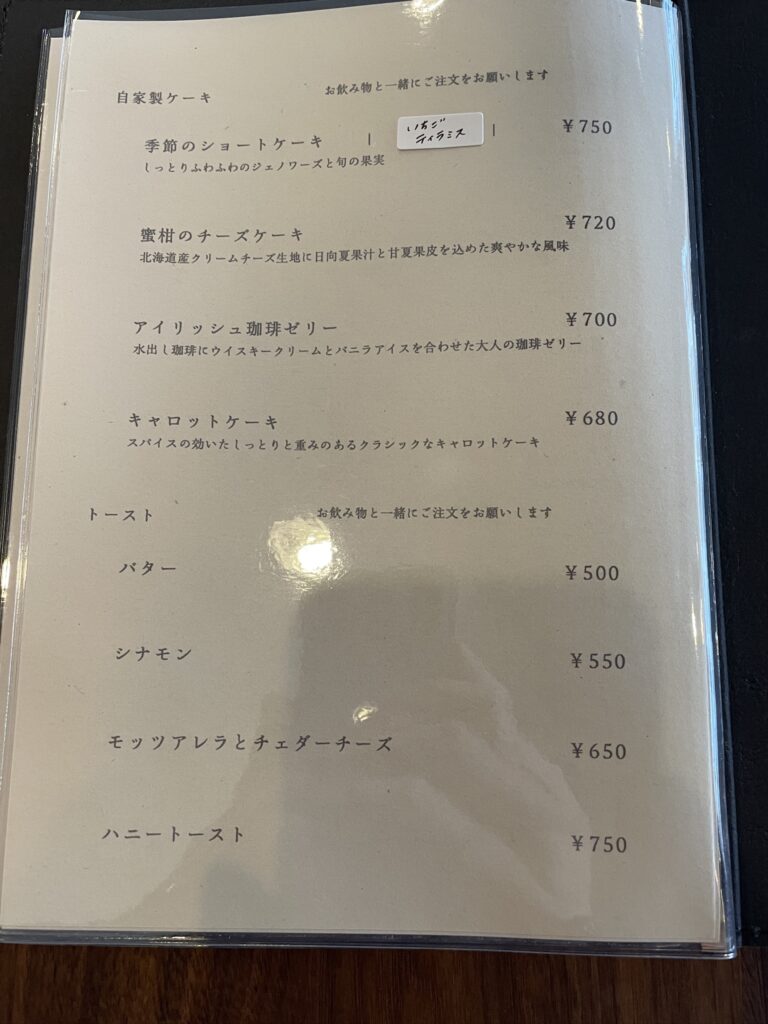 自家製ケーキ お飲み物と一緒にご注文をお願いします
季節のショートケーキ | いちご | ¥750
ティラミス
しっとりふわふわのジェノワーズと旬の果実
蜜柑のチーズケーキ ¥720
北海道産クリームチーズ生地に日向夏果汁と甘夏果皮を込めた爽やかな風味
アイリッシュ珈琲ゼリー ¥700
水出し珈琲にウイスキークリームとバニラアイスを合わせた大人の珈琲ゼリー
キャロットケーキ ¥680
スパイスの効いたしっとりと重みのあるクラシックなキャロットケーキ
トースト お飲み物と一緒にご注文をお願いします
バター ¥500
シナモン ¥550
モッツアレラとチェダーチーズ ¥650
ハニートースト ¥750